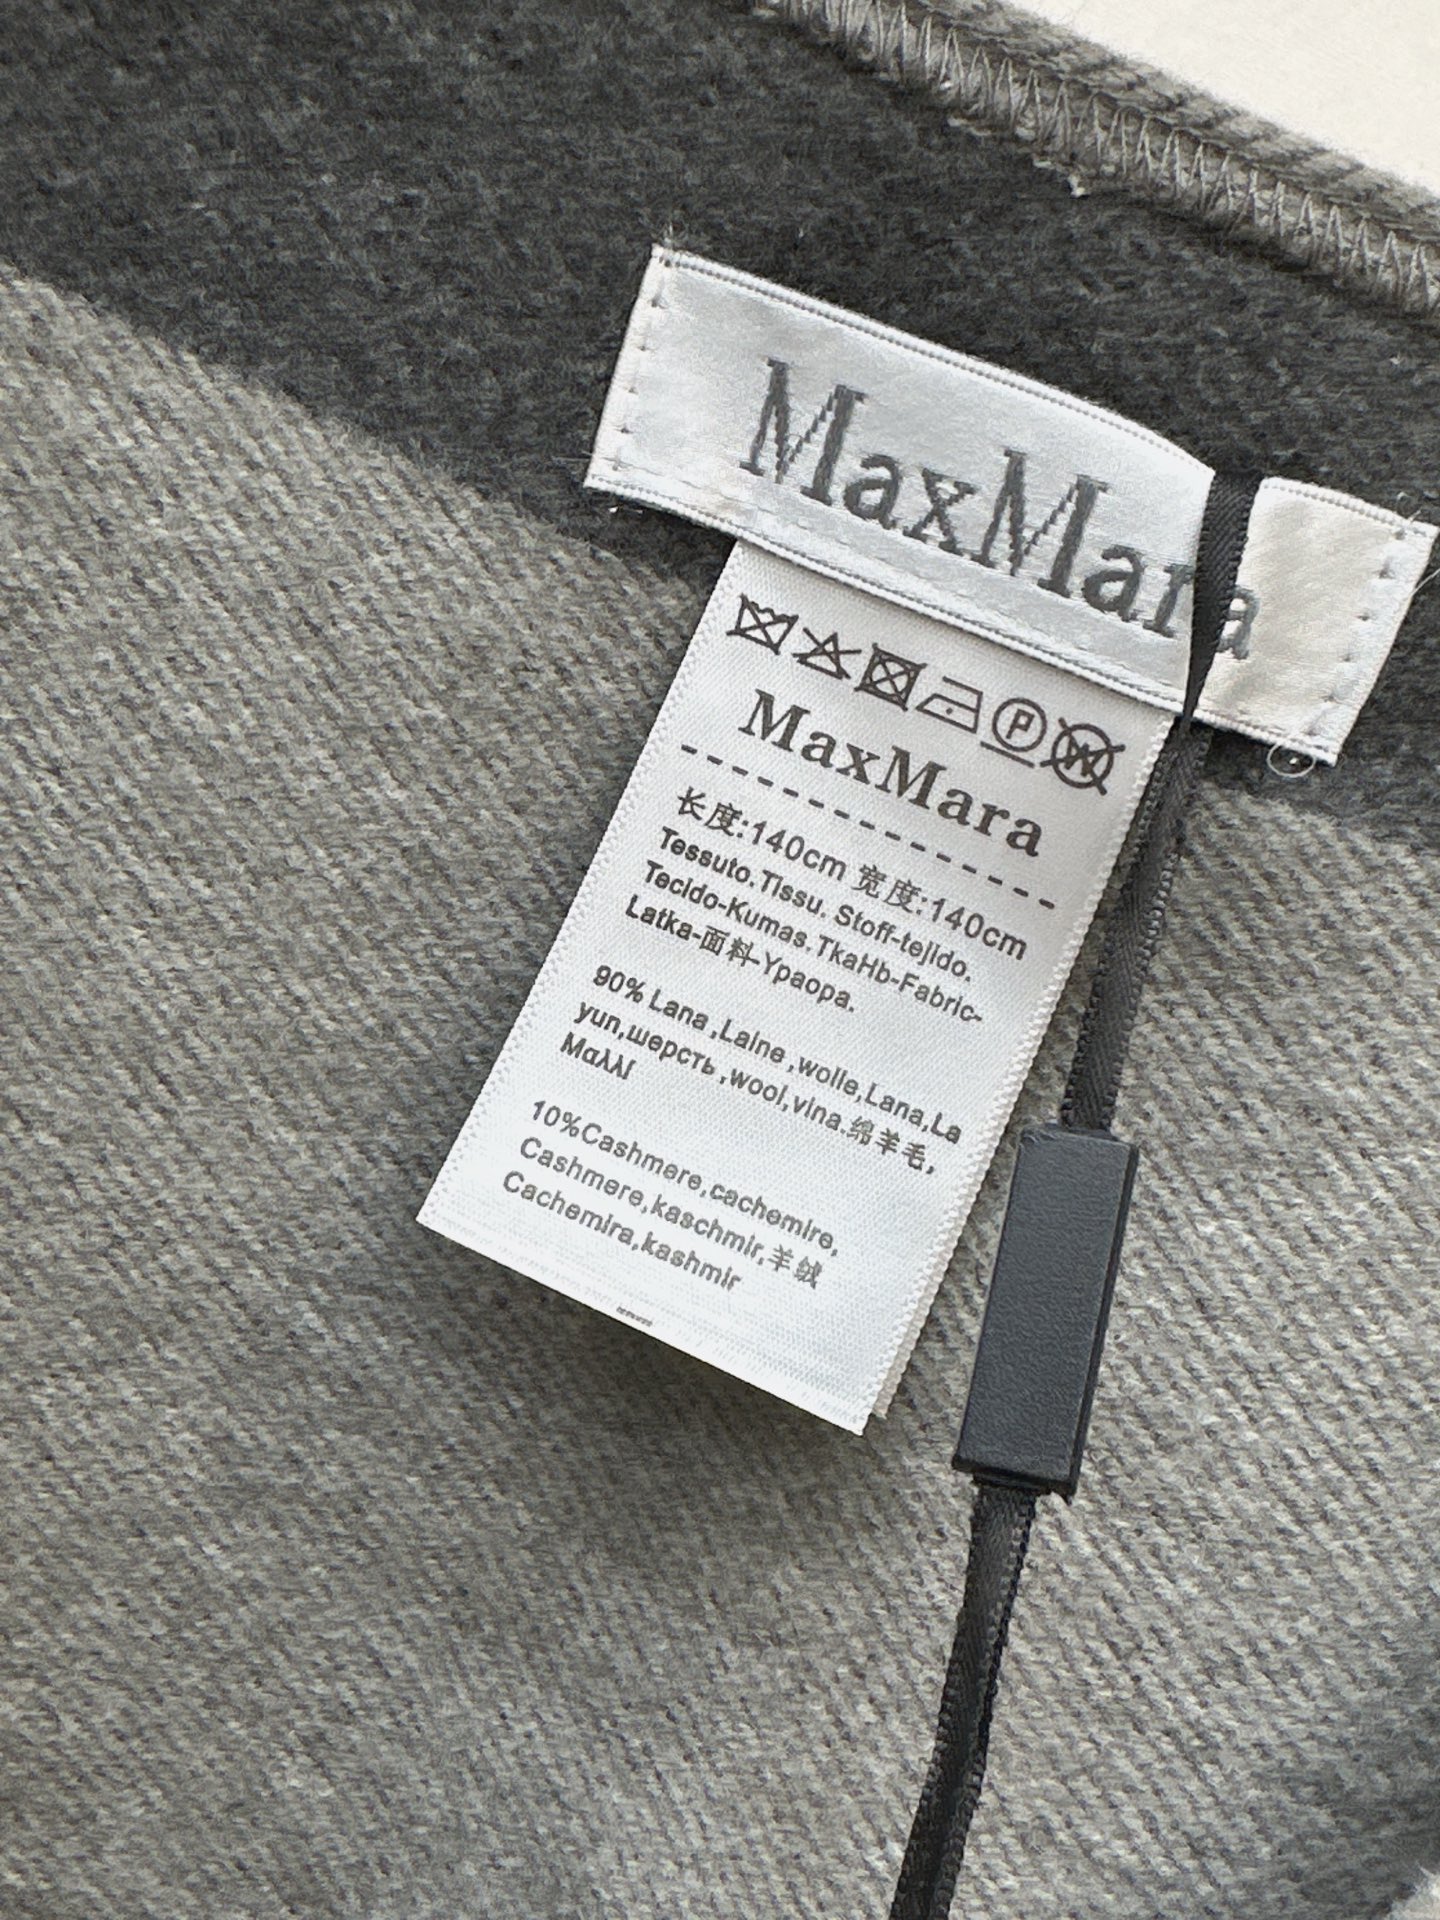 MaxMara
MaxMara
长度:140cm 宽度:140cm
Tessuto.Tissu. Stoff-tejido.
Tecido-Kumas.TkaHb-Fabric-
Latka-面料-Ypaopa.
90% Lana ,Laine ,wolle,Lana,La
yun,шерсть ,wool,vlna.绵羊毛,
Μαλλί
10%Cashmere,cachemire,
Cashmere,kaschmir,羊绒
Cachemira,kashmir